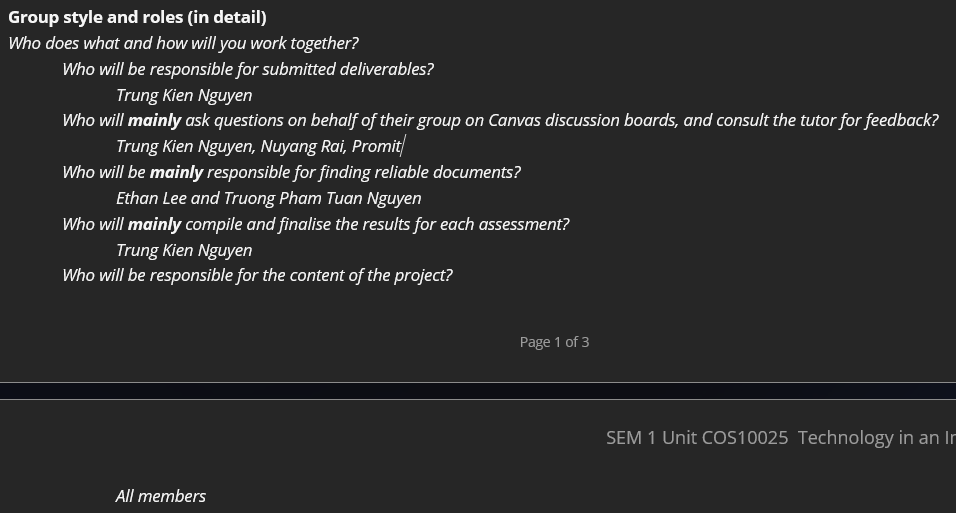 Group style and roles (in detail)
Who does what and how will you work together?
Who will be responsible for submitted deliverables?
Trung Kien Nguyen
Who will mainly ask questions on behalf of their group on Canvas discussion boards, and consult the tutor for feedback?
Trung Kien Nguyen, Nuyang Rai, Promit
Who will be mainly responsible for finding reliable documents?
Ethan Lee and Truong Pham Tuan Nguyen
Who will mainly compile and finalise the results for each assessment?
Trung Kien Nguyen
Who will be responsible for the content of the project?
Page 1 of 3
SEM 1 Unit COS10025 Technology in an
All members